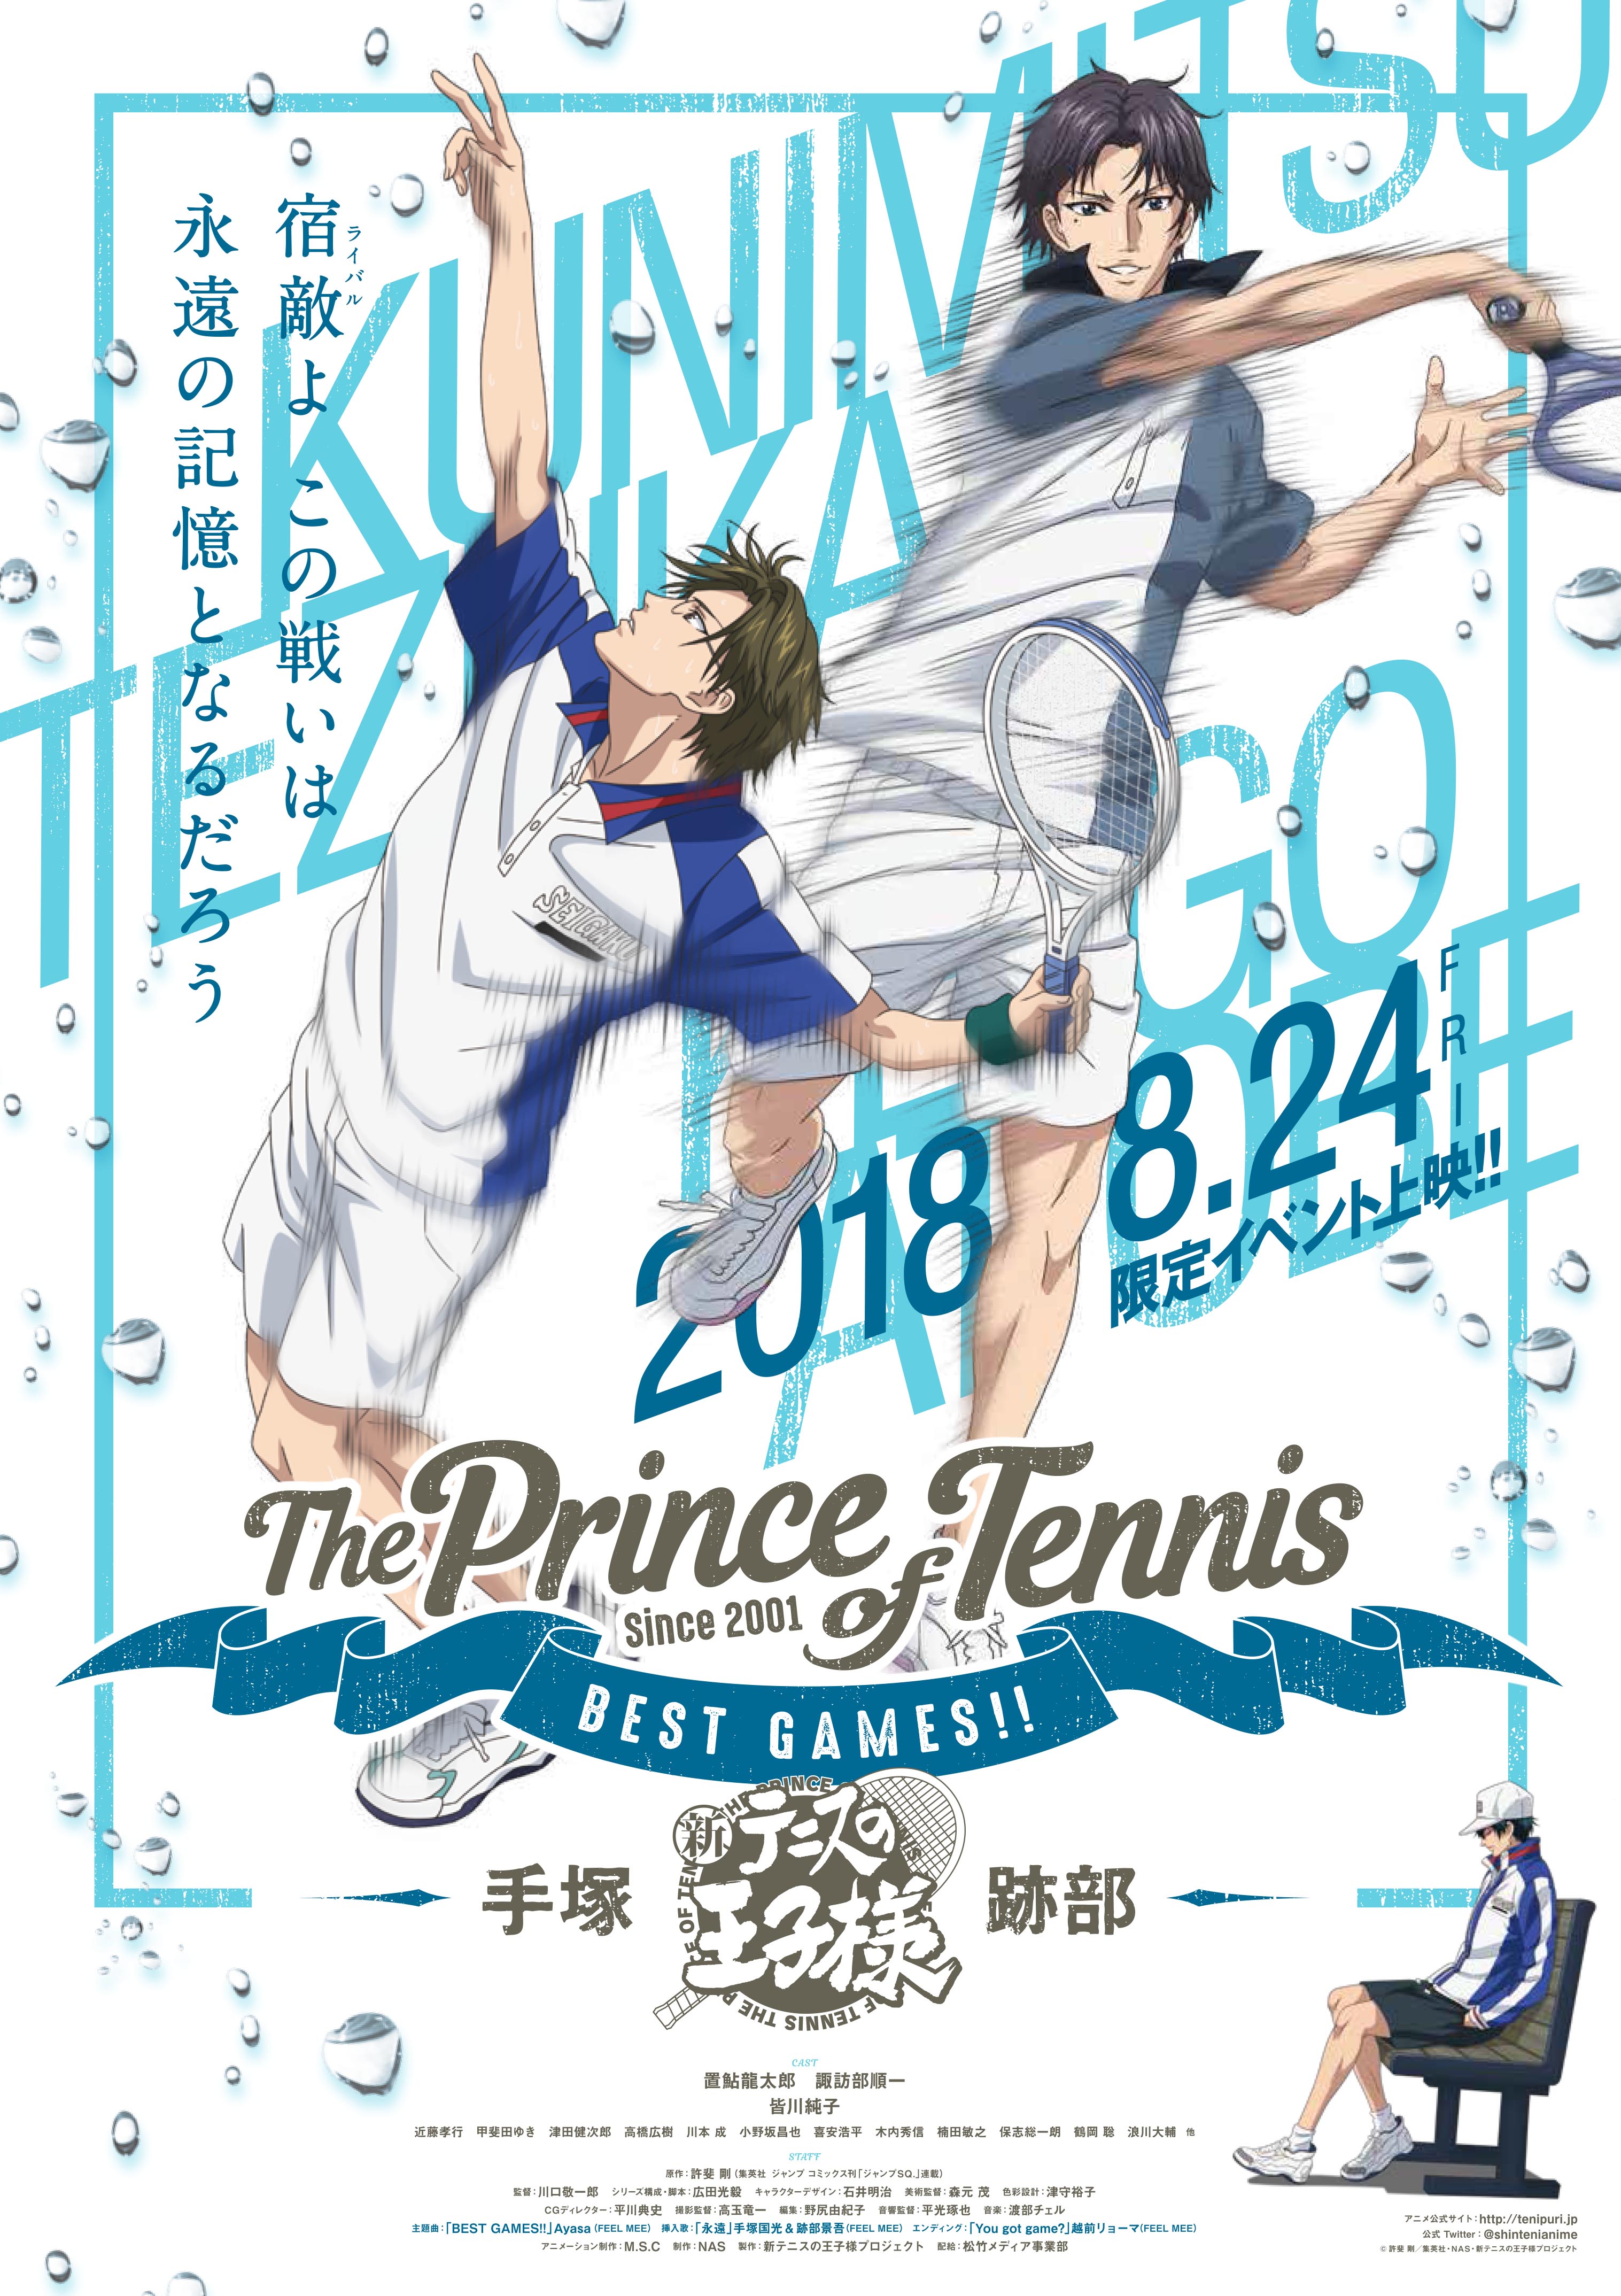 KUNIMITSU
TEZUKA
宿敵よ この戦いは
ライバル
永遠の記憶となるだろう
2018 8.24 FRI
限定イベント上映!!
The Prince of Tennis
Since 2001
BEST GAMES!!
SEIGAKU
手塚
新テニスの王子様
跡部
CAST
置鮎龍太郎 諏訪部順一
皆川純子
近藤孝行 甲斐田ゆき 津田健次郎 高橋広樹 川本 成 小野坂昌也 喜安浩平 木内秀信 楠田敏之 保志総一朗 鶴岡 聡 浪川大輔 他
STAFF
原作：許斐 剛（集英社 ジャンプ コミックス刊「ジャンプSQ.」連載）
監督：川口敬一郎 シリーズ構成・脚本：広田光毅 キャラクターデザイン：石井明治 美術監督：森元 茂 色彩設計：津守裕子
CGディレクター：平川典史 撮影監督：高玉竜一 編集：野尻由紀子 音響監督：平光琢也 音楽：渡部チェル
主題歌：「BEST GAMES!!」Ayasa（FEEL MEE） 挿入歌：「永遠」手塚国光＆跡部景吾（FEEL MEE） エンディング：「You got game?」越前リョーマ（FEEL MEE）
アニメーション制作：M.S.C 制作：NAS 製作：新テニスの王子様プロジェクト 配給：松竹メディア事業部
アニメ公式サイト：http://tenipuri.jp
公式 Twitter：@shintenianime
© 許斐 剛／集英社・NAS・新テニスの王子様プロジェクト